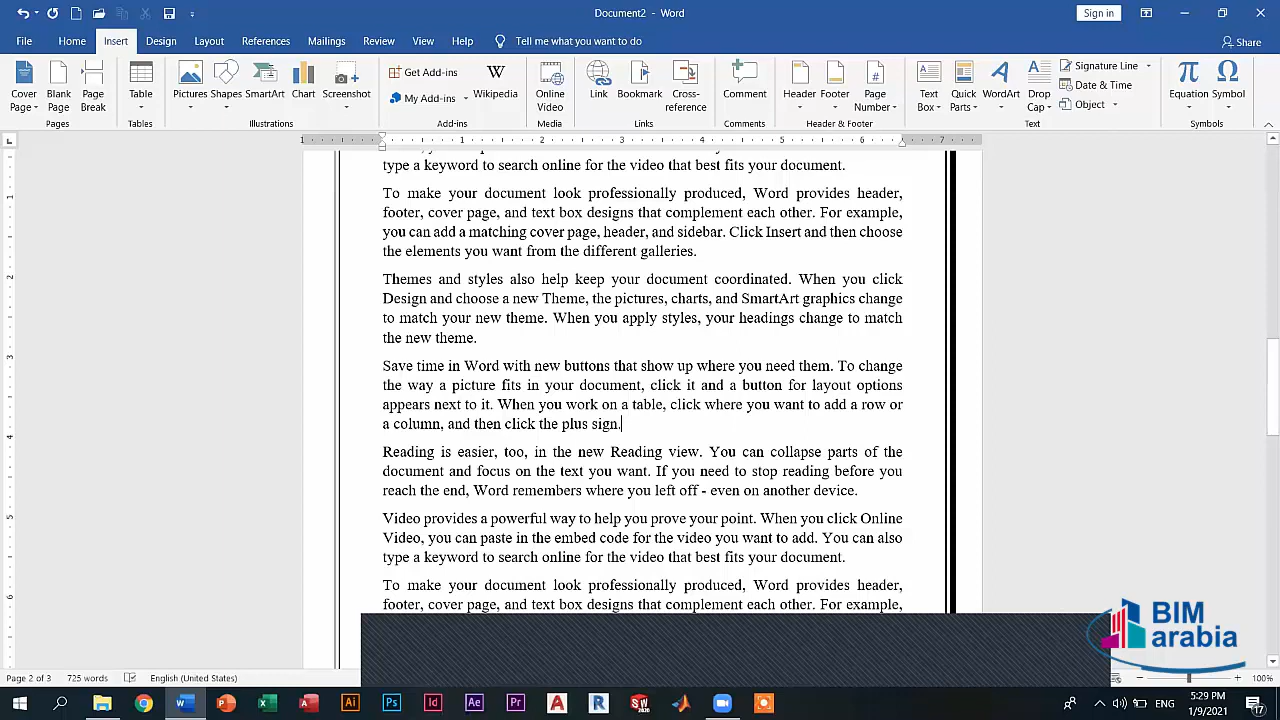 Document2 - Word
Sign in
File Home Insert Design Layout References Mailings Review View Help Tell me what you want to do
Share
Cover Page
Blank Page
Page Break
Pages
Table
Tables
Pictures
Shapes
SmartArt
Chart
Screenshot
Illustrations
Get Add-ins
My Add-ins
W
Wikipedia
Add-ins
Online Video
Media
Link
Bookmark
Cross-reference
Links
Comment
Comments
Header
Footer
Page Number
Header & Footer
Text Box
Quick Parts
WordArt
Drop Cap
Signature Line
Date & Time
Object
Text
π
Equation
Ω
Symbol
Symbols
1 1 2 3 4 5 6 7
type a keyword to search online for the video that best fits your document.
To make your document look professionally produced, Word provides header,
footer, cover page, and text box designs that complement each other. For example,
you can add a matching cover page, header, and sidebar. Click Insert and then choose
the elements you want from the different galleries.
Themes and styles also help keep your document coordinated. When you click
Design and choose a new Theme, the pictures, charts, and SmartArt graphics change
to match your new theme. When you apply styles, your headings change to match
the new theme.
Save time in Word with new buttons that show up where you need them. To change
the way a picture fits in your document, click it and a button for layout options
appears next to it. When you work on a table, click where you want to add a row or
a column, and then click the plus sign.
Reading is easier, too, in the new Reading view. You can collapse parts of the
document and focus on the text you want. If you need to stop reading before you
reach the end, Word remembers where you left off - even on another device.
Video provides a powerful way to help you prove your point. When you click Online
Video, you can paste in the embed code for the video you want to add. You can also
type a keyword to search online for the video that best fits your document.
To make your document look professionally produced, Word provides header,
footer, cover page, and text box designs that complement each other. For example,
BIM
arabia
Page 2 of 3 725 words English (United States)
100%
Ai Ps Id Ae Pr
ENG
5:29 PM
1/9/2021